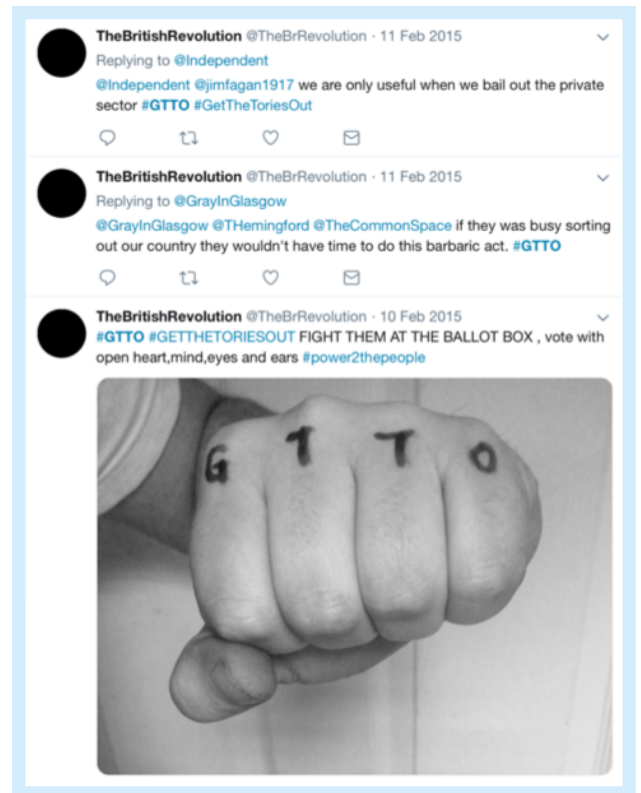 TheBritishRevolution @TheBrRevolution · 11 Feb 2015
Replying to @Independent
@Independent @jimfagan1917 we are only useful when we bail out the private
sector #GTTO #GetTheToriesOut
TheBritishRevolution @TheBrRevolution · 11 Feb 2015
Replying to @GrayInGlasgow
@GrayInGlasgow @THemingford @TheCommonSpace if they was busy sorting
out our country they wouldn't have time to do this barbaric act. #GTTO
TheBritishRevolution @TheBrRevolution · 10 Feb 2015
#GTTO #GETTHETORIESOUT FIGHT THEM AT THE BALLOT BOX , vote with
open heart,mind,eyes and ears #power2thepeople
G T T O